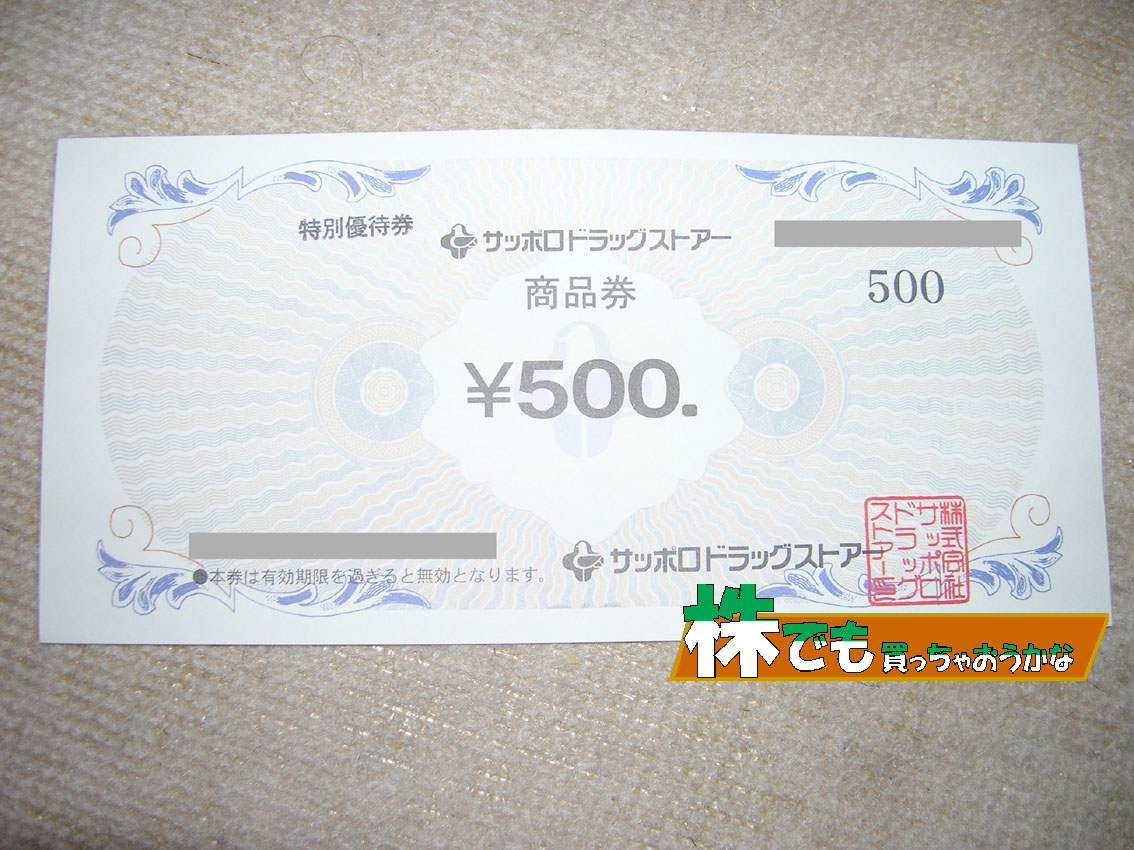 特別優待券
サッポロドラッグストアー
商品券
500
¥500.
●本券は有効期限を過ぎると無効となります。
サッポロドラッグストアー
株式会社
サッポロ
ドラッグ
ストアー印
株でも買っちゃおうかな